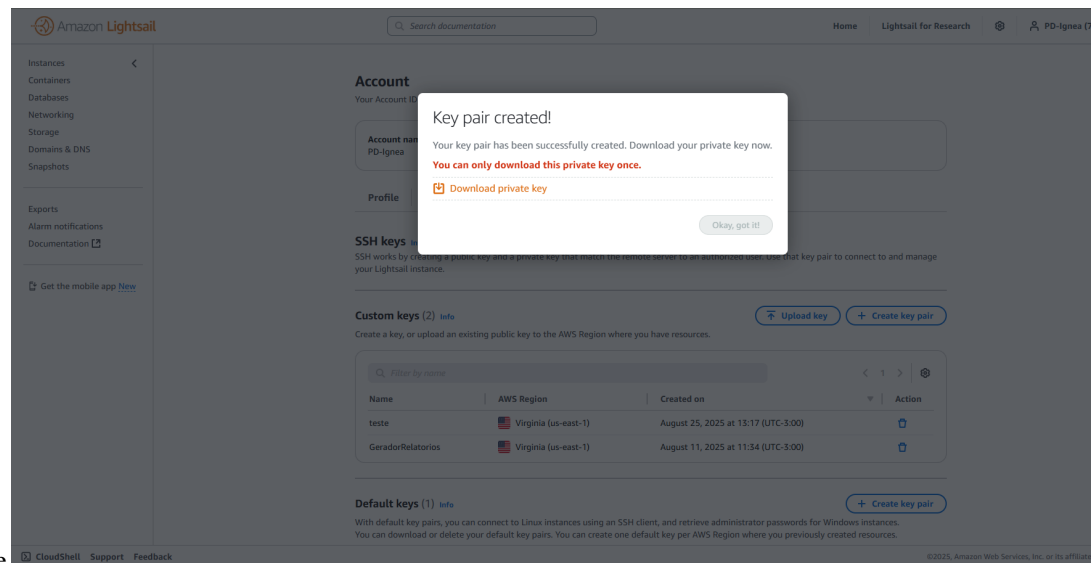 e
Amazon Lightsail
Search documentation
Home
Lightsail for Research
PD-Ignea (7
Instances
Containers
Databases
Networking
Storage
Domains & DNS
Snapshots
Exports
Alarm notifications
Documentation
Get the mobile app New
Account
Your Account ID
Account nam
PD-Ignea
Profile
Key pair created!
Your key pair has been successfully created. Download your private key now.
You can only download this private key once.
Download private key
Okay, got it!
SSH keys In
SSH works by creating a public key and a private key that match the remote server to an authorized user. Use that key pair to connect to and manage
your Lightsail instance.
Custom keys (2) Info
Upload key
Create key pair
Create a key, or upload an existing public key to the AWS Region where you have resources.
Filter by name
1
Name AWS Region Created on Action
teste Virginia (us-east-1) August 25, 2025 at 13:17 (UTC-3:00)
GeradorRelatorios Virginia (us-east-1) August 11, 2025 at 11:34 (UTC-3:00)
Default keys (1) Info
Create key pair
With default key pairs, you can connect to Linux instances using an SSH client, and retrieve administrator passwords for Windows instances.
You can download or delete your default key pairs. You can create one default key per AWS Region where you previously created resources.
CloudShell Support Feedback
©2025, Amazon Web Services, Inc. or its affiliate